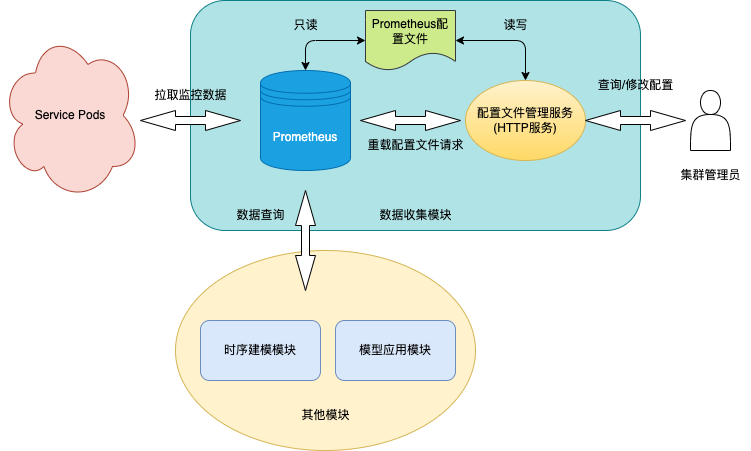 只读
Prometheus配
置文件
读写
Service Pods
拉取监控数据
Prometheus
重载配置文件请求
配置文件管理服务
(HTTP服务)
查询/修改配置
集群管理员
数据查询
数据收集模块
时序建模模块
模型应用模块
其他模块